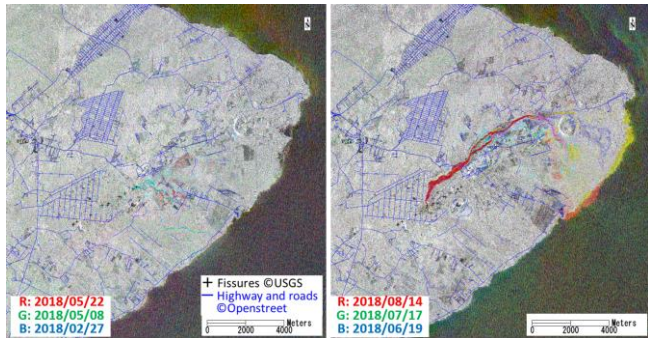 N
N
+ Fissures ©USGS
— Highway and roads
©Openstreet
R: 2018/05/22
G: 2018/05/08
B: 2018/02/27
Meters
0 2000 4000
R: 2018/08/14
G: 2018/07/17
B: 2018/06/19
Meters
0 2000 4000